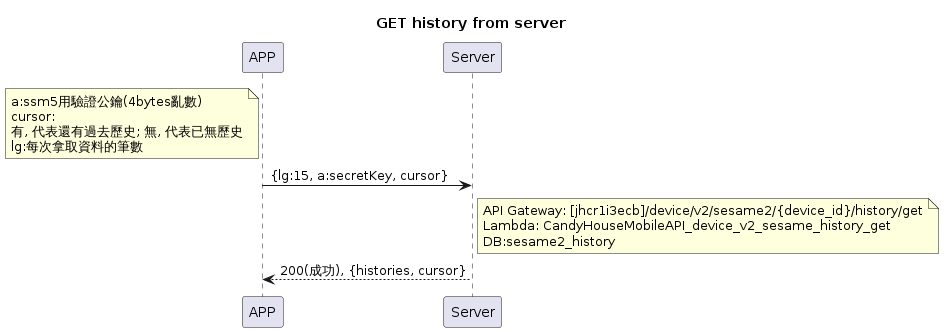 GET history from server
APP
Server
a:ssm5用驗證公鑰(4bytes亂數)
cursor:
有, 代表還有過去歷史; 無, 代表已無歷史
lg:每次拿取資料的筆數
{lg:15, a:secretKey, cursor}
API Gateway: [jhcr1i3ecb]/device/v2/sesame2/{device_id}/history/get
Lambda: CandyHouseMobileAPI_device_v2_sesame_history_get
DB:sesame2_history
200(成功), {histories, cursor}
APP
Server